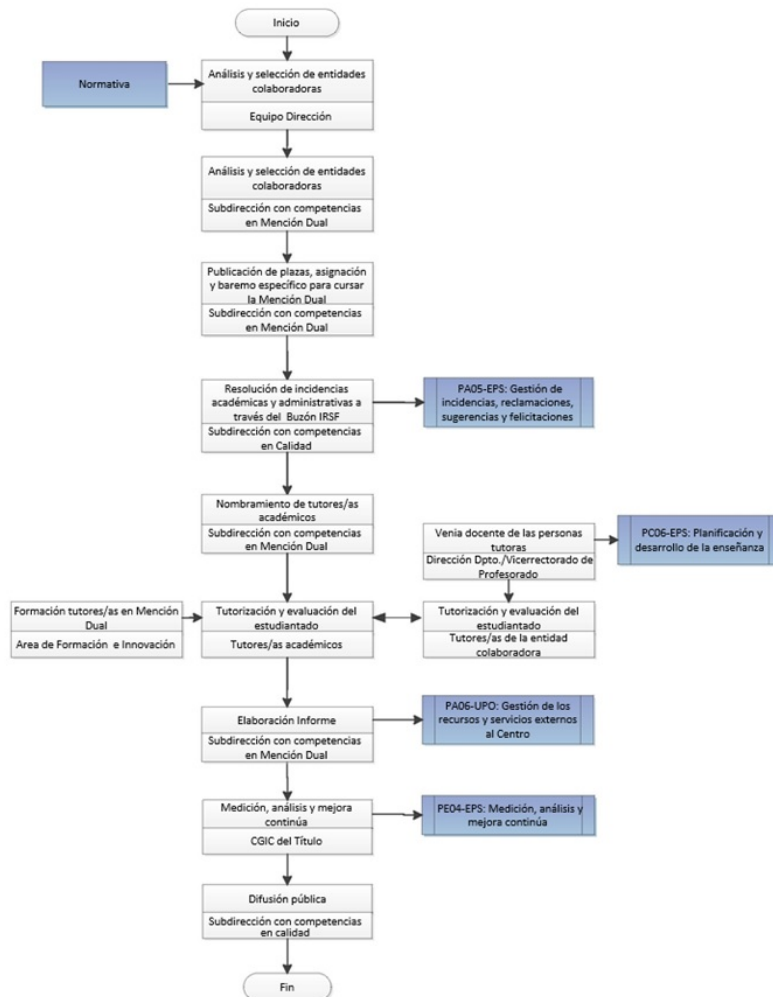 Inicio
Normativa
Análisis y selección de entidades
colaboradoras
Equipo Dirección
Análisis y selección de entidades
colaboradoras
Subdirección con competencias
en Mención Dual
Publicación de plazas, asignación
y baremo específico para cursar
la Mención Dual
Subdirección con competencias
en Mención Dual
Resolución de incidencias
académicas y administrativas a
través del Buzón IRSF
Subdirección con competencias
en Calidad
PA05-EPS: Gestión de
incidencias, reclamaciones,
sugerencias y felicitaciones
Nombramiento de tutores/as
académicos
Subdirección con competencias
en Mención Dual
Venia docente de las personas
tutoras
Dirección Dpto./Vicerrectorado de
Profesorado
PC06-EPS: Planificación y
desarrollo de la enseñanza
Formación tutores/as en Mención
Dual
Area de Formación e Innovación
Tutorización y evaluación del
estudiantado
Tutores/as académicos
Tutorización y evaluación del
estudiantado
Tutores/as de la entidad
colaboradora
Elaboración Informe
Subdirección con competencias
en Mención Dual
PA06-UPO: Gestión de los
recursos y servicios externos
al Centro
Medición, análisis y mejora
continúa
CGIC del Título
PE04-EPS: Medición, análisis y
mejora continúa
Difusión pública
Subdirección con competencias
en calidad
Fin